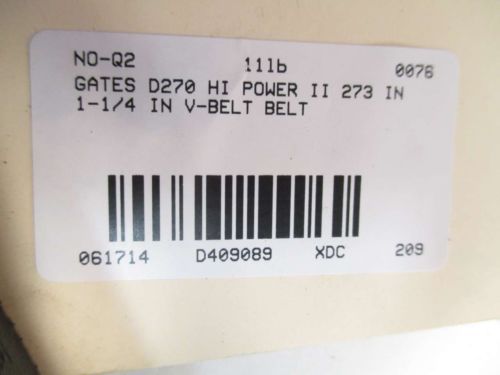 NO-Q2 11lb 0076
GATES D270 HI POWER II 273 IN
1-1/4 IN V-BELT BELT
061714 D409089 XDC 209